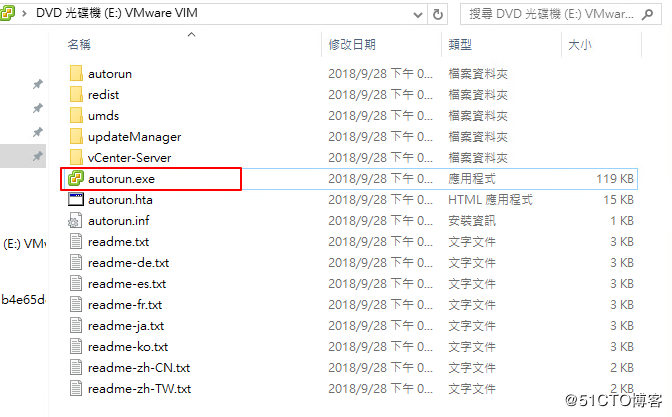 DVD 光碟機 (E:) VMware VIM
搜尋 DVD 光碟機 (E:) VMwar...
名稱 修改日期 類型 大小
autorun 2018/9/28 下午 0... 檔案資料夾
redist 2018/9/28 下午 0... 檔案資料夾
umds 2018/9/28 下午 0... 檔案資料夾
updateManager 2018/9/28 下午 0... 檔案資料夾
vCenter-Server 2018/9/28 下午 0... 檔案資料夾
autorun.exe 2018/9/28 下午 0... 應用程式 119 KB
autorun.hta 2018/9/28 下午 0... HTML 應用程式 15 KB
autorun.inf 2018/9/28 下午 0... 安裝資訊 1 KB
readme.txt 2018/9/28 下午 0... 文字文件 3 KB
(E:) VMw
readme-de.txt 2018/9/28 下午 0... 文字文件 3 KB
readme-es.txt 2018/9/28 下午 0... 文字文件 3 KB
b4e65d
readme-fr.txt 2018/9/28 下午 0... 文字文件 3 KB
readme-ja.txt 2018/9/28 下午 0... 文字文件 3 KB
readme-ko.txt 2018/9/28 下午 0... 文字文件 3 KB
readme-zh-CN.txt 2018/9/28 下午 0... 文字文件 2 KB
readme-zh-TW.txt 2018/9/28 下午 0... 文字文件 2 KB
@51CTO博客